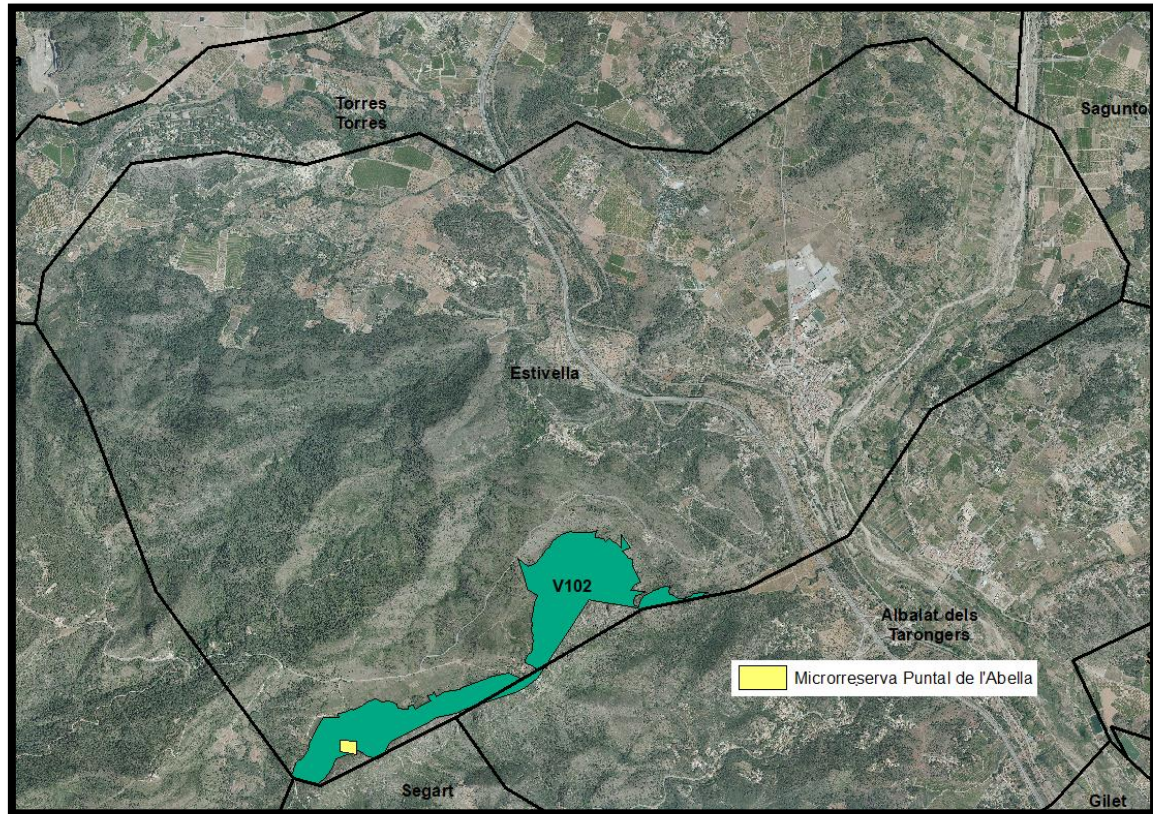 Torres
Torres
Sagunto
Estivella
V102
Albalat dels
Tarongers
Microrreserva Puntal de l'Abella
Segart
Gilet